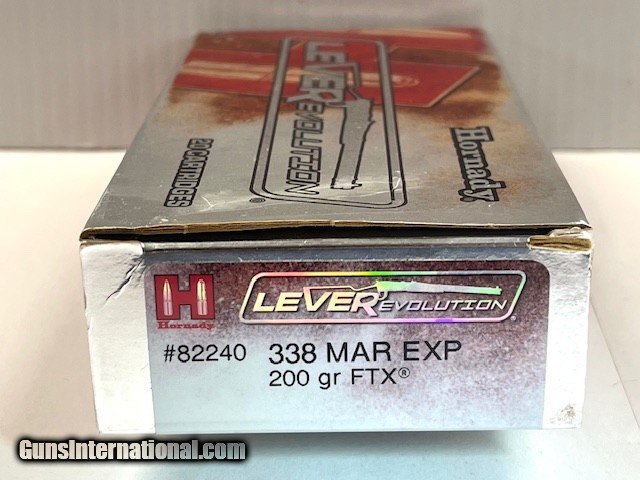 LEVERevolution®
Hornady
20 CARTRIDGES
H
Hornady
LEVERevolution®
#82240 338 MAR EXP
200 gr FTX®
GunsInternational.com